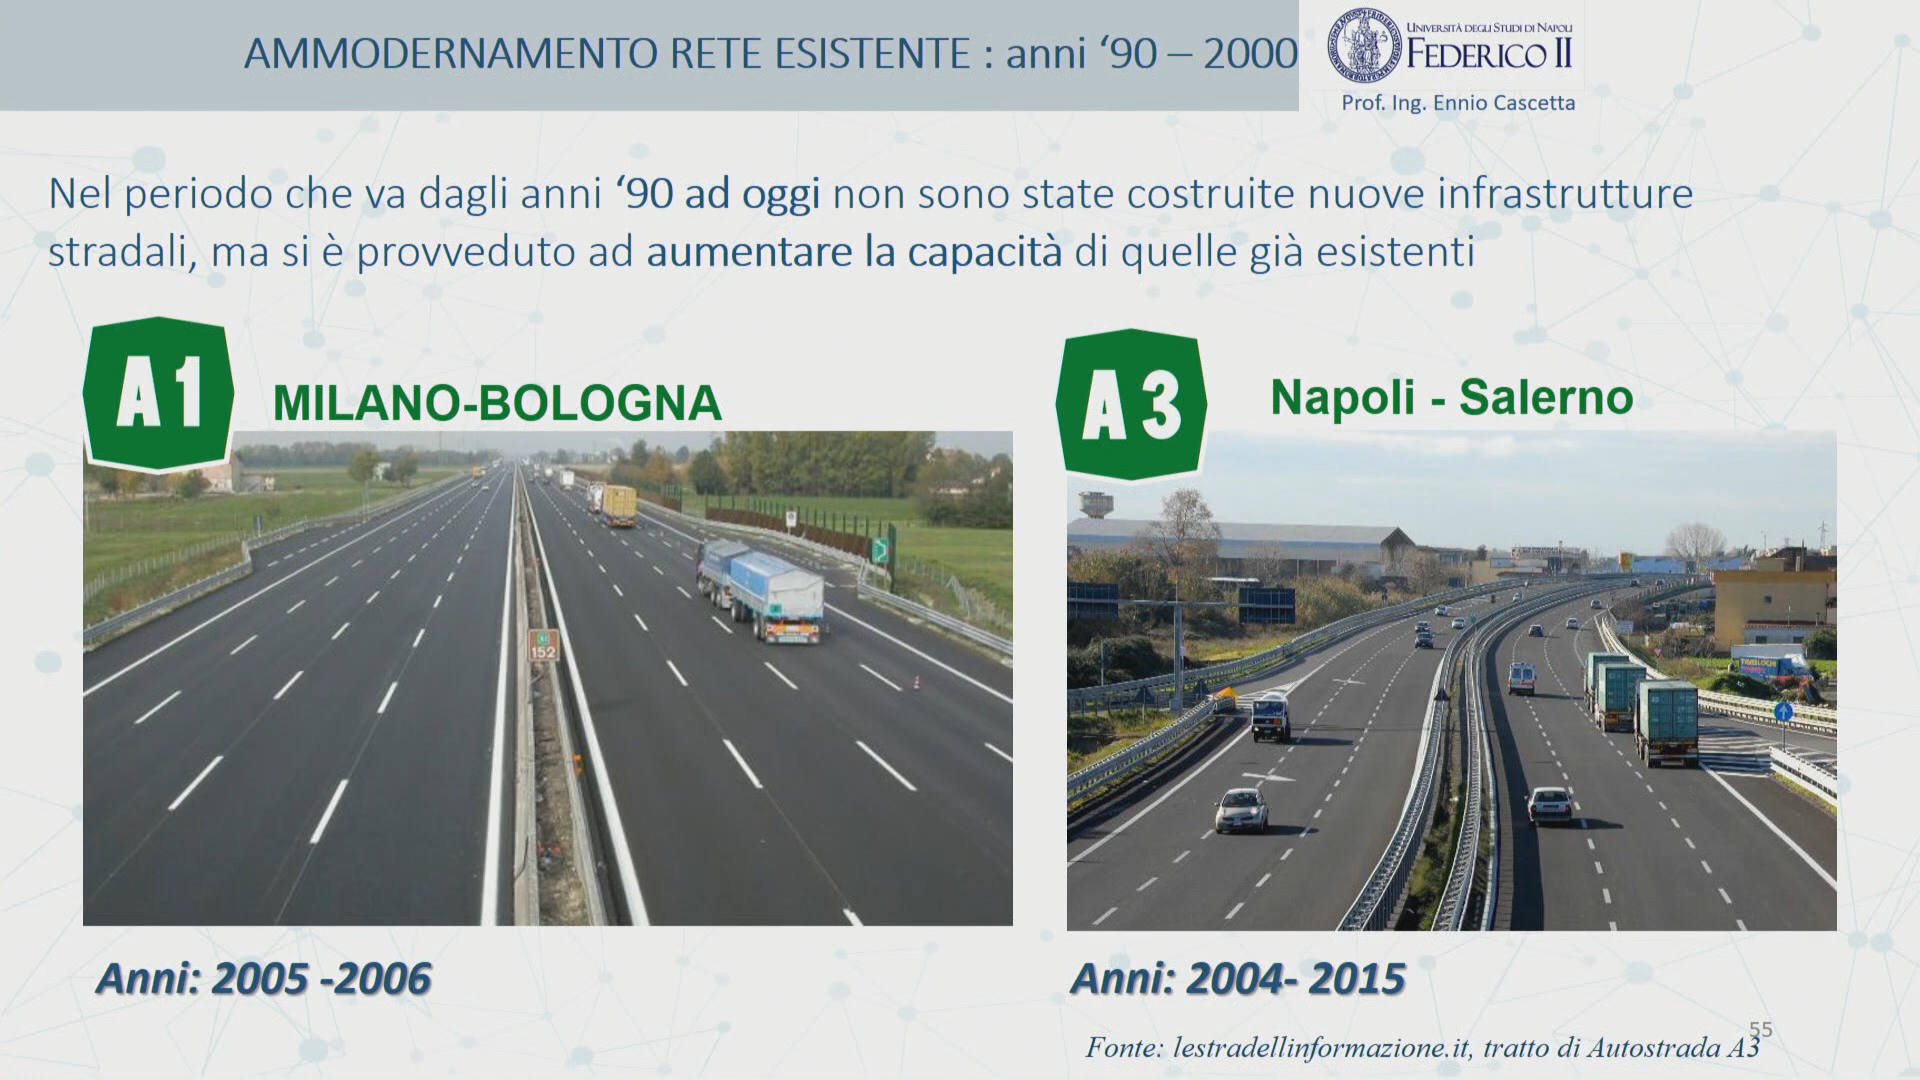 AMMODERNAMENTO RETE ESISTENTE : anni ‘90 – 2000
UNIVERSITÀ DEGLI STUDI DI NAPOLI
FEDERICO II
Prof. Ing. Ennio Cascetta
Nel periodo che va dagli anni ‘90 ad oggi non sono state costruite nuove infrastrutture
stradali, ma si è provveduto ad aumentare la capacità di quelle già esistenti
A1
MILANO-BOLOGNA
A3
Napoli - Salerno
152
Anni: 2005 -2006
Anni: 2004- 2015
55
Fonte: lestradellinformazione.it, tratto di Autostrada A3